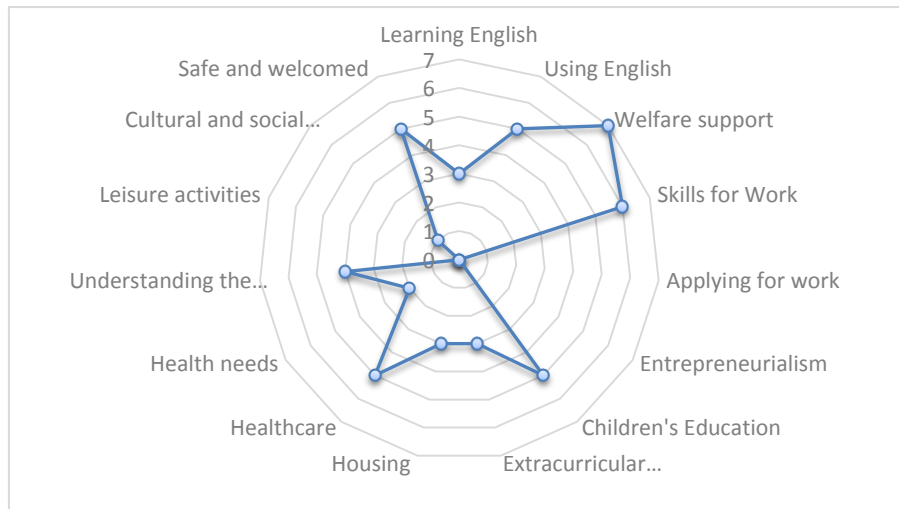 Learning English
Using English
Welfare support
Skills for Work
Applying for work
Entrepreneurialism
Children's Education
Extracurricular...
Housing
Healthcare
Health needs
Understanding the...
Leisure activities
Cultural and social...
Safe and welcomed
7
6
5
4
3
2
1
0